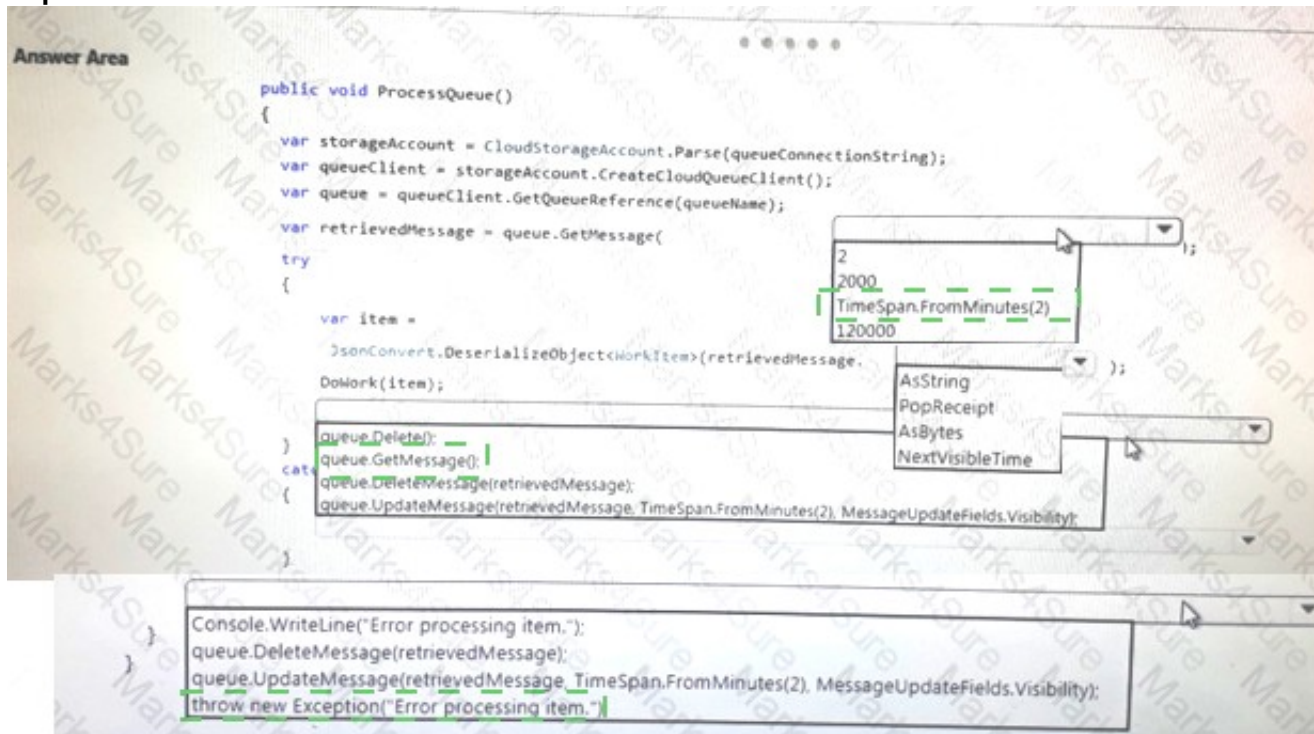 Answer Area
public void ProcessQueue()
{
var storageAccount = CloudStorageAccount.Parse(queueConnectionString);
var queueClient = storageAccount.CreateCloudQueueClient();
var queue = queueClient.GetQueueReference(queueName);
var retrievedMessage = queue.GetMessage( );
2
2000
TimeSpan.FromMinutes(2)
120000
try
{
var item =
JsonConvert.DeserializeObject<WorkItem>(retrievedMessage. );
AsString
PopReceipt
AsBytes
NextVisibleTime
DoWork(item);
queue.Delete();
queue.GetMessage();
queue.DeleteMessage(retrievedMessage);
queue.UpdateMessage(retrievedMessage, TimeSpan.FromMinutes(2), MessageUpdateFields.Visibility);
}
cat
{
}
Console.WriteLine("Error processing item.");
queue.DeleteMessage(retrievedMessage);
queue.UpdateMessage(retrievedMessage, TimeSpan.FromMinutes(2), MessageUpdateFields.Visibility);
throw new Exception("Error processing item.")
}
}
Marks4Sure